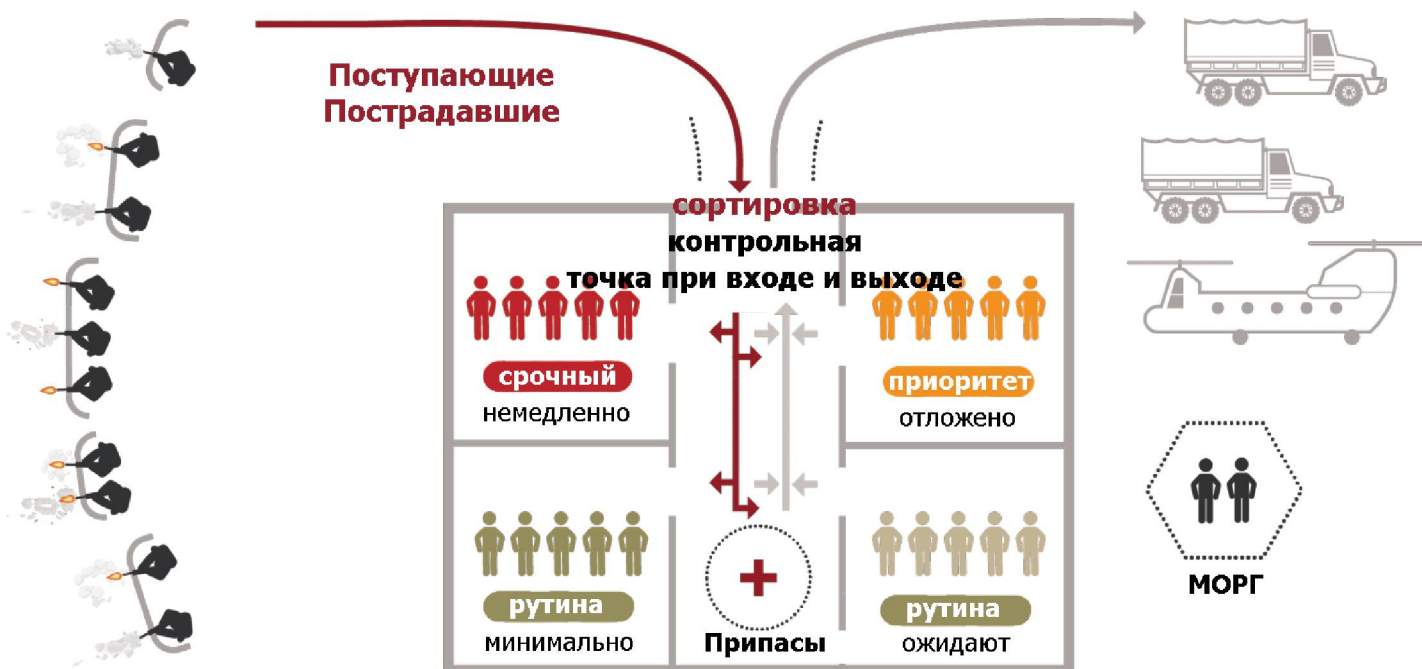 Поступающие
Пострадавшие
сортировка
контрольная
точка при входе и выходе
срочный
немедленно
приоритет
отложено
рутина
минимально
Припасы
рутина
ожидают
МОРГ